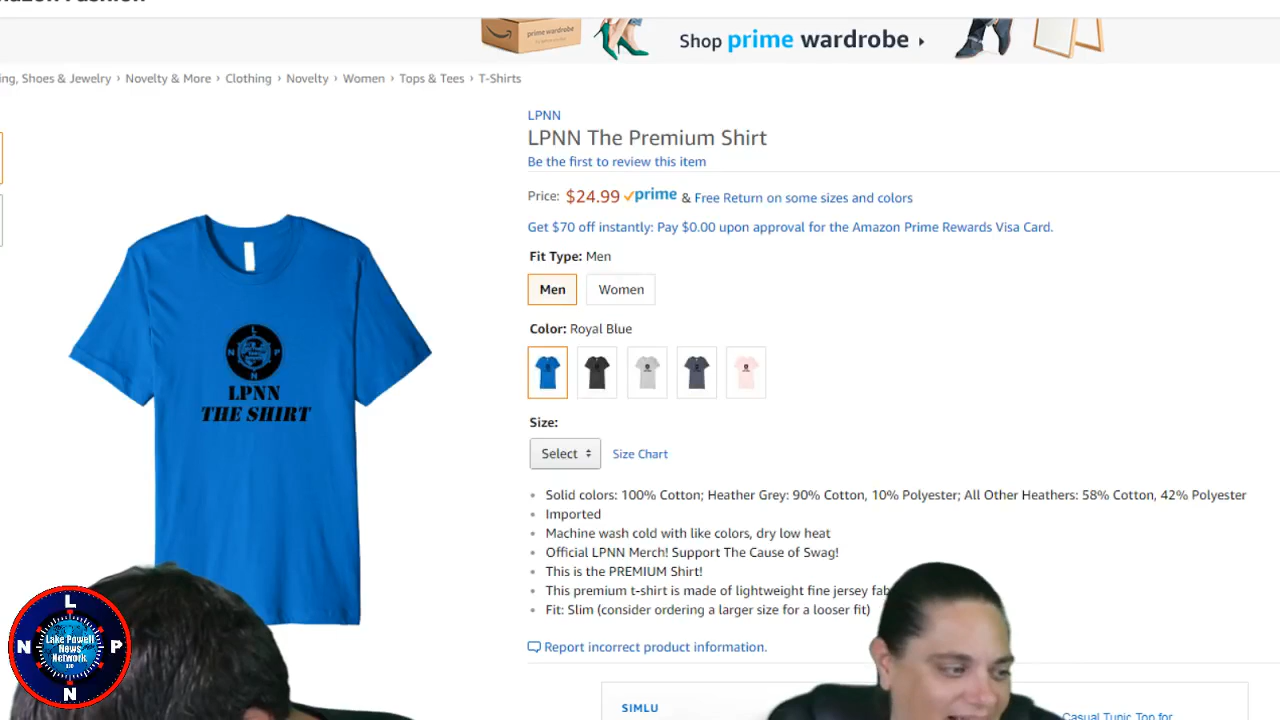 prime wardrobe
Shop prime wardrobe
ing, Shoes & Jewelry › Novelty & More › Clothing › Novelty › Women › Tops & Tees › T-Shirts
LPNN
LPNN The Premium Shirt
Be the first to review this item
Price: $24.99 prime & Free Return on some sizes and colors
Get $70 off instantly: Pay $0.00 upon approval for the Amazon Prime Rewards Visa Card.
Fit Type: Men
Men Women
Color: Royal Blue
L
N P
N
LPNN
THE SHIRT
Size:
Select Size Chart
• Solid colors: 100% Cotton; Heather Grey: 90% Cotton, 10% Polyester; All Other Heathers: 58% Cotton, 42% Polyester
• Imported
• Machine wash cold with like colors, dry low heat
• Official LPNN Merch! Support The Cause of Swag!
• This is the PREMIUM Shirt!
• This premium t-shirt is made of lightweight fine jersey fab
• Fit: Slim (consider ordering a larger size for a looser fit)
Report incorrect product information.
L
N P
N
Lake Powell
News
Network
SIMLU
Casual Tunic Top for